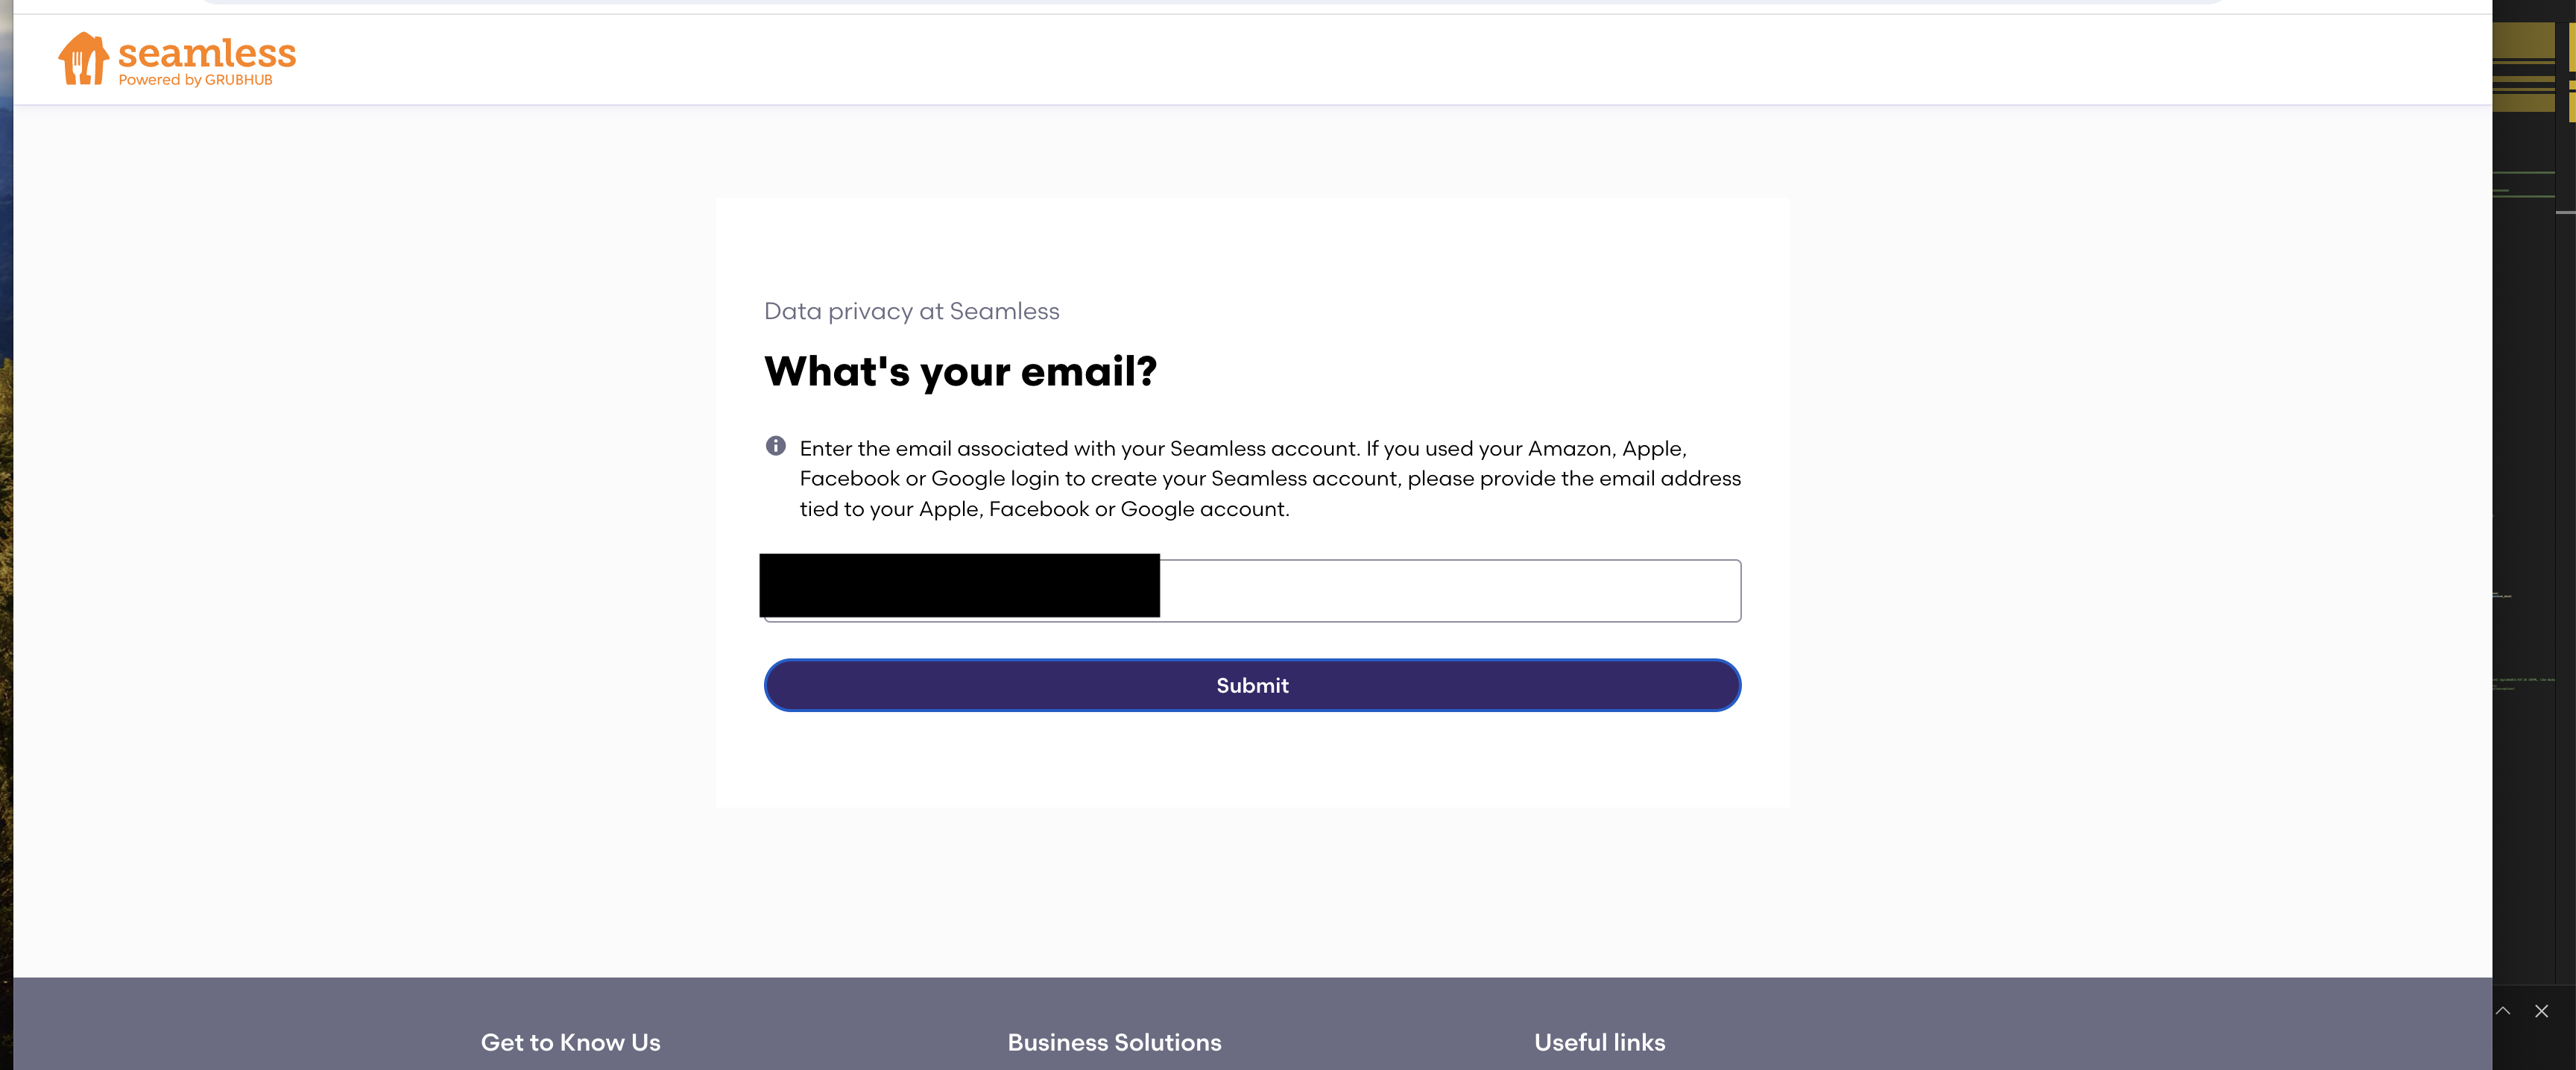 seamless
Powered by GRUBHUB
Data privacy at Seamless
What's your email?
Enter the email associated with your Seamless account. If you used your Amazon, Apple,
Facebook or Google login to create your Seamless account, please provide the email address
tied to your Apple, Facebook or Google account.
Submit
Get to Know Us
Business Solutions
Useful links